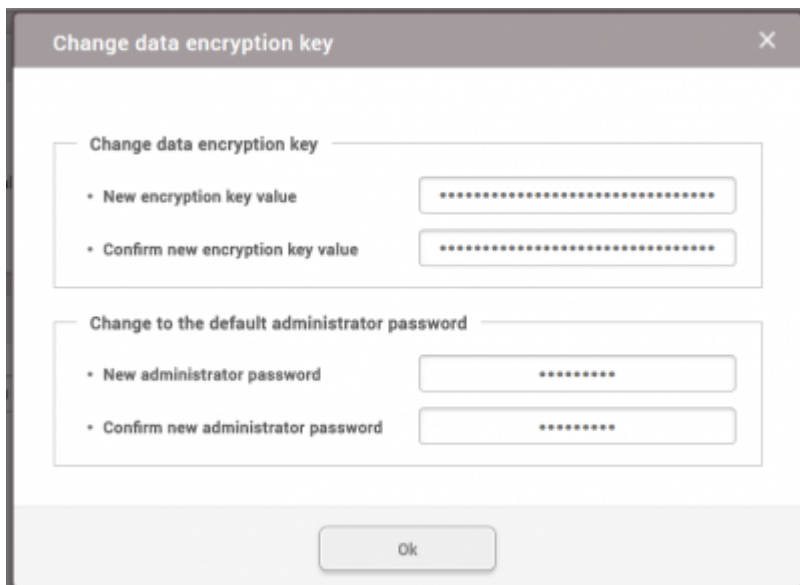 Change data encryption key
Change data encryption key
• New encryption key value ••••••••••••••••••••••••••••••••
• Confirm new encryption key value ••••••••••••••••••••••••••••••••
Change to the default administrator password
• New administrator password •••••••••
• Confirm new administrator password •••••••••
Ok